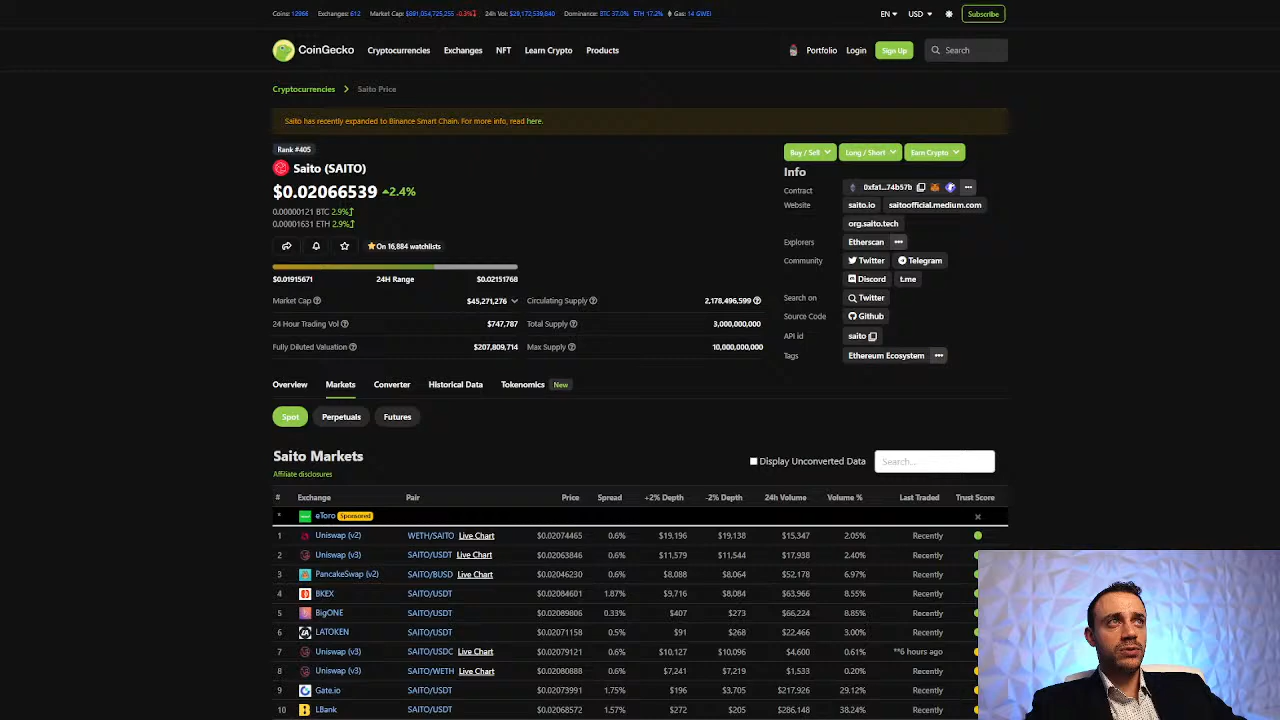 Coins: 12966 Exchanges: 612 Market Cap: $891,054,725,255 -0.3% 24h Vol: $29,172,539,640 Dominance: BTC 37.0% ETH 17.2% Gas: 14 GWEI EN USD Subscribe
CoinGecko Cryptocurrencies Exchanges NFT Learn Crypto Products Portfolio Login Sign Up Search
Cryptocurrencies > Saito Price
Saito has recently expanded to Binance Smart Chain. For more info, read here.
Rank #405
Saito (SAITO)
$0.02066539 2.4%
0.00000121 BTC 2.9%
0.00001631 ETH 2.9%
On 16,884 watchlists
$0.01915671 24H Range $0.02151768
Market Cap $45,271,276 Circulating Supply 2,178,496,599
24 Hour Trading Vol $747,787 Total Supply 3,000,000,000
Fully Diluted Valuation $207,809,714 Max Supply 10,000,000,000
Buy / Sell Long / Short Earn Crypto
Info
Contract 0xfa1...74b57b
Website saito.io saitoofficial.medium.com
org.saito.tech
Explorers Etherscan
Community Twitter Telegram
Discord t.me
Search on Twitter
Source Code Github
API id saito
Tags Ethereum Ecosystem
Overview Markets Converter Historical Data Tokenomics New
Spot Perpetuals Futures
Saito Markets
Affiliate disclosures
Display Unconverted Data Search...
# Exchange Pair Price Spread +2% Depth -2% Depth 24h Volume Volume % Last Traded Trust Score
* eToro Sponsored ×
1 Uniswap (v2) WETH/SAITO Live Chart $0.02074465 0.6% $19,196 $19,138 $15,347 2.05% Recently
2 Uniswap (v3) SAITO/USDT Live Chart $0.02063846 0.6% $11,579 $11,544 $17,938 2.40% Recently
3 PancakeSwap (v2) SAITO/BUSD Live Chart $0.02046230 0.6% $8,088 $8,064 $52,178 6.97% Recently
4 BKEX SAITO/USDT $0.02084601 1.87% $9,716 $8,084 $63,966 8.55% Recently
5 BigONE SAITO/USDT $0.02089806 0.33% $407 $273 $66,224 8.85% Recently
6 LATOKEN SAITO/USDT $0.02071158 0.5% $91 $268 $22,466 3.00% Recently
7 Uniswap (v3) SAITO/USDC Live Chart $0.02079121 0.6% $10,127 $10,096 $4,600 0.61% **6 hours ago
8 Uniswap (v3) SAITO/WETH Live Chart $0.02080888 0.6% $7,241 $7,219 $1,533 0.20% Recently
9 Gate.io SAITO/USDT $0.02073991 1.75% $196 $3,705 $217,926 29.12% Recently
10 LBank SAITO/USDT $0.02068572 1.57% $272 $205 $286,148 38.24% Recently